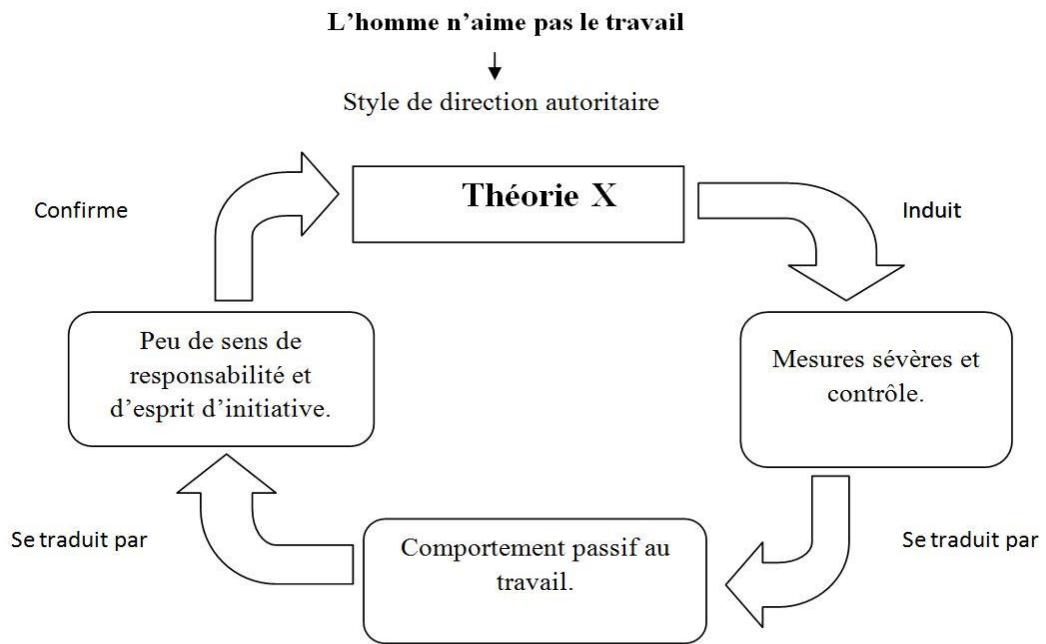 L’homme n’aime pas le travail
Style de direction autoritaire
Théorie X
Confirme
Induit
Peu de sens de
responsabilité et
d’esprit d’initiative.
Mesures sévères et
contrôle.
Se traduit par
Comportement passif au
travail.
Se traduit par